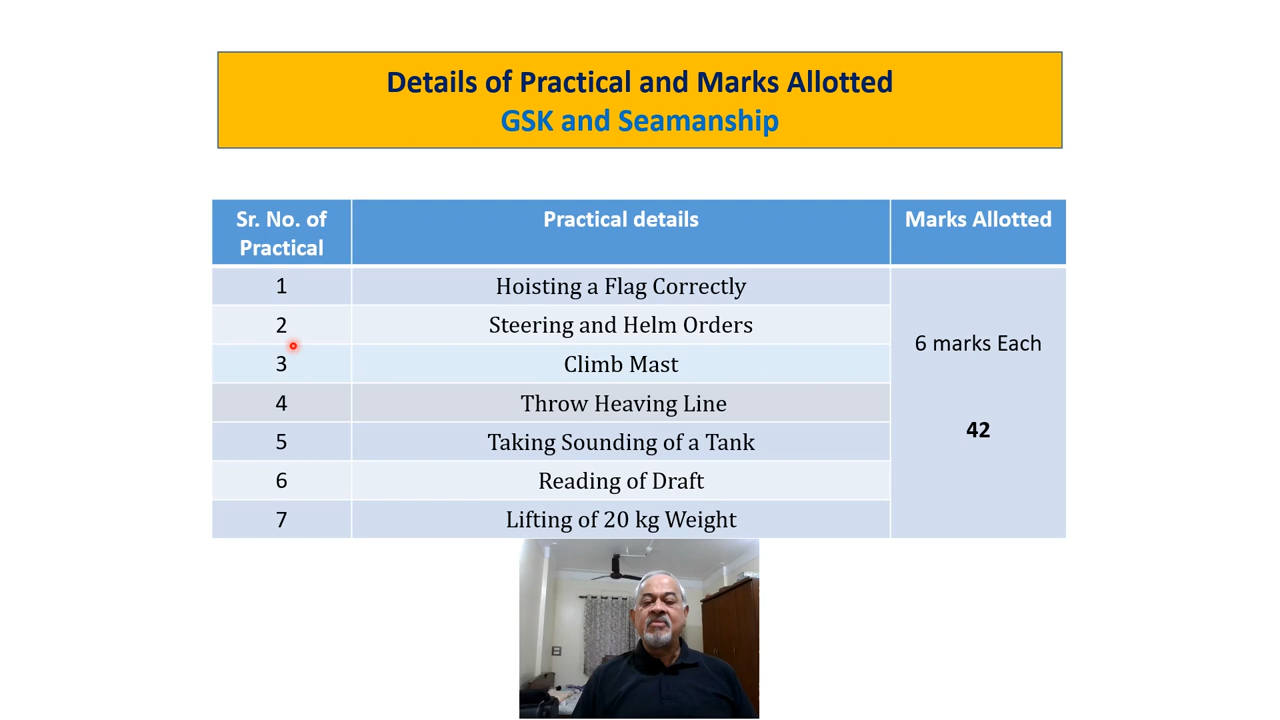 Details of Practical and Marks Allotted
GSK and Seamanship
Sr. No. of
Practical
Practical details
Marks Allotted
1
Hoisting a Flag Correctly
2
Steering and Helm Orders
3
Climb Mast
4
Throw Heaving Line
5
Taking Sounding of a Tank
6
Reading of Draft
7
Lifting of 20 kg Weight
6 marks Each
42